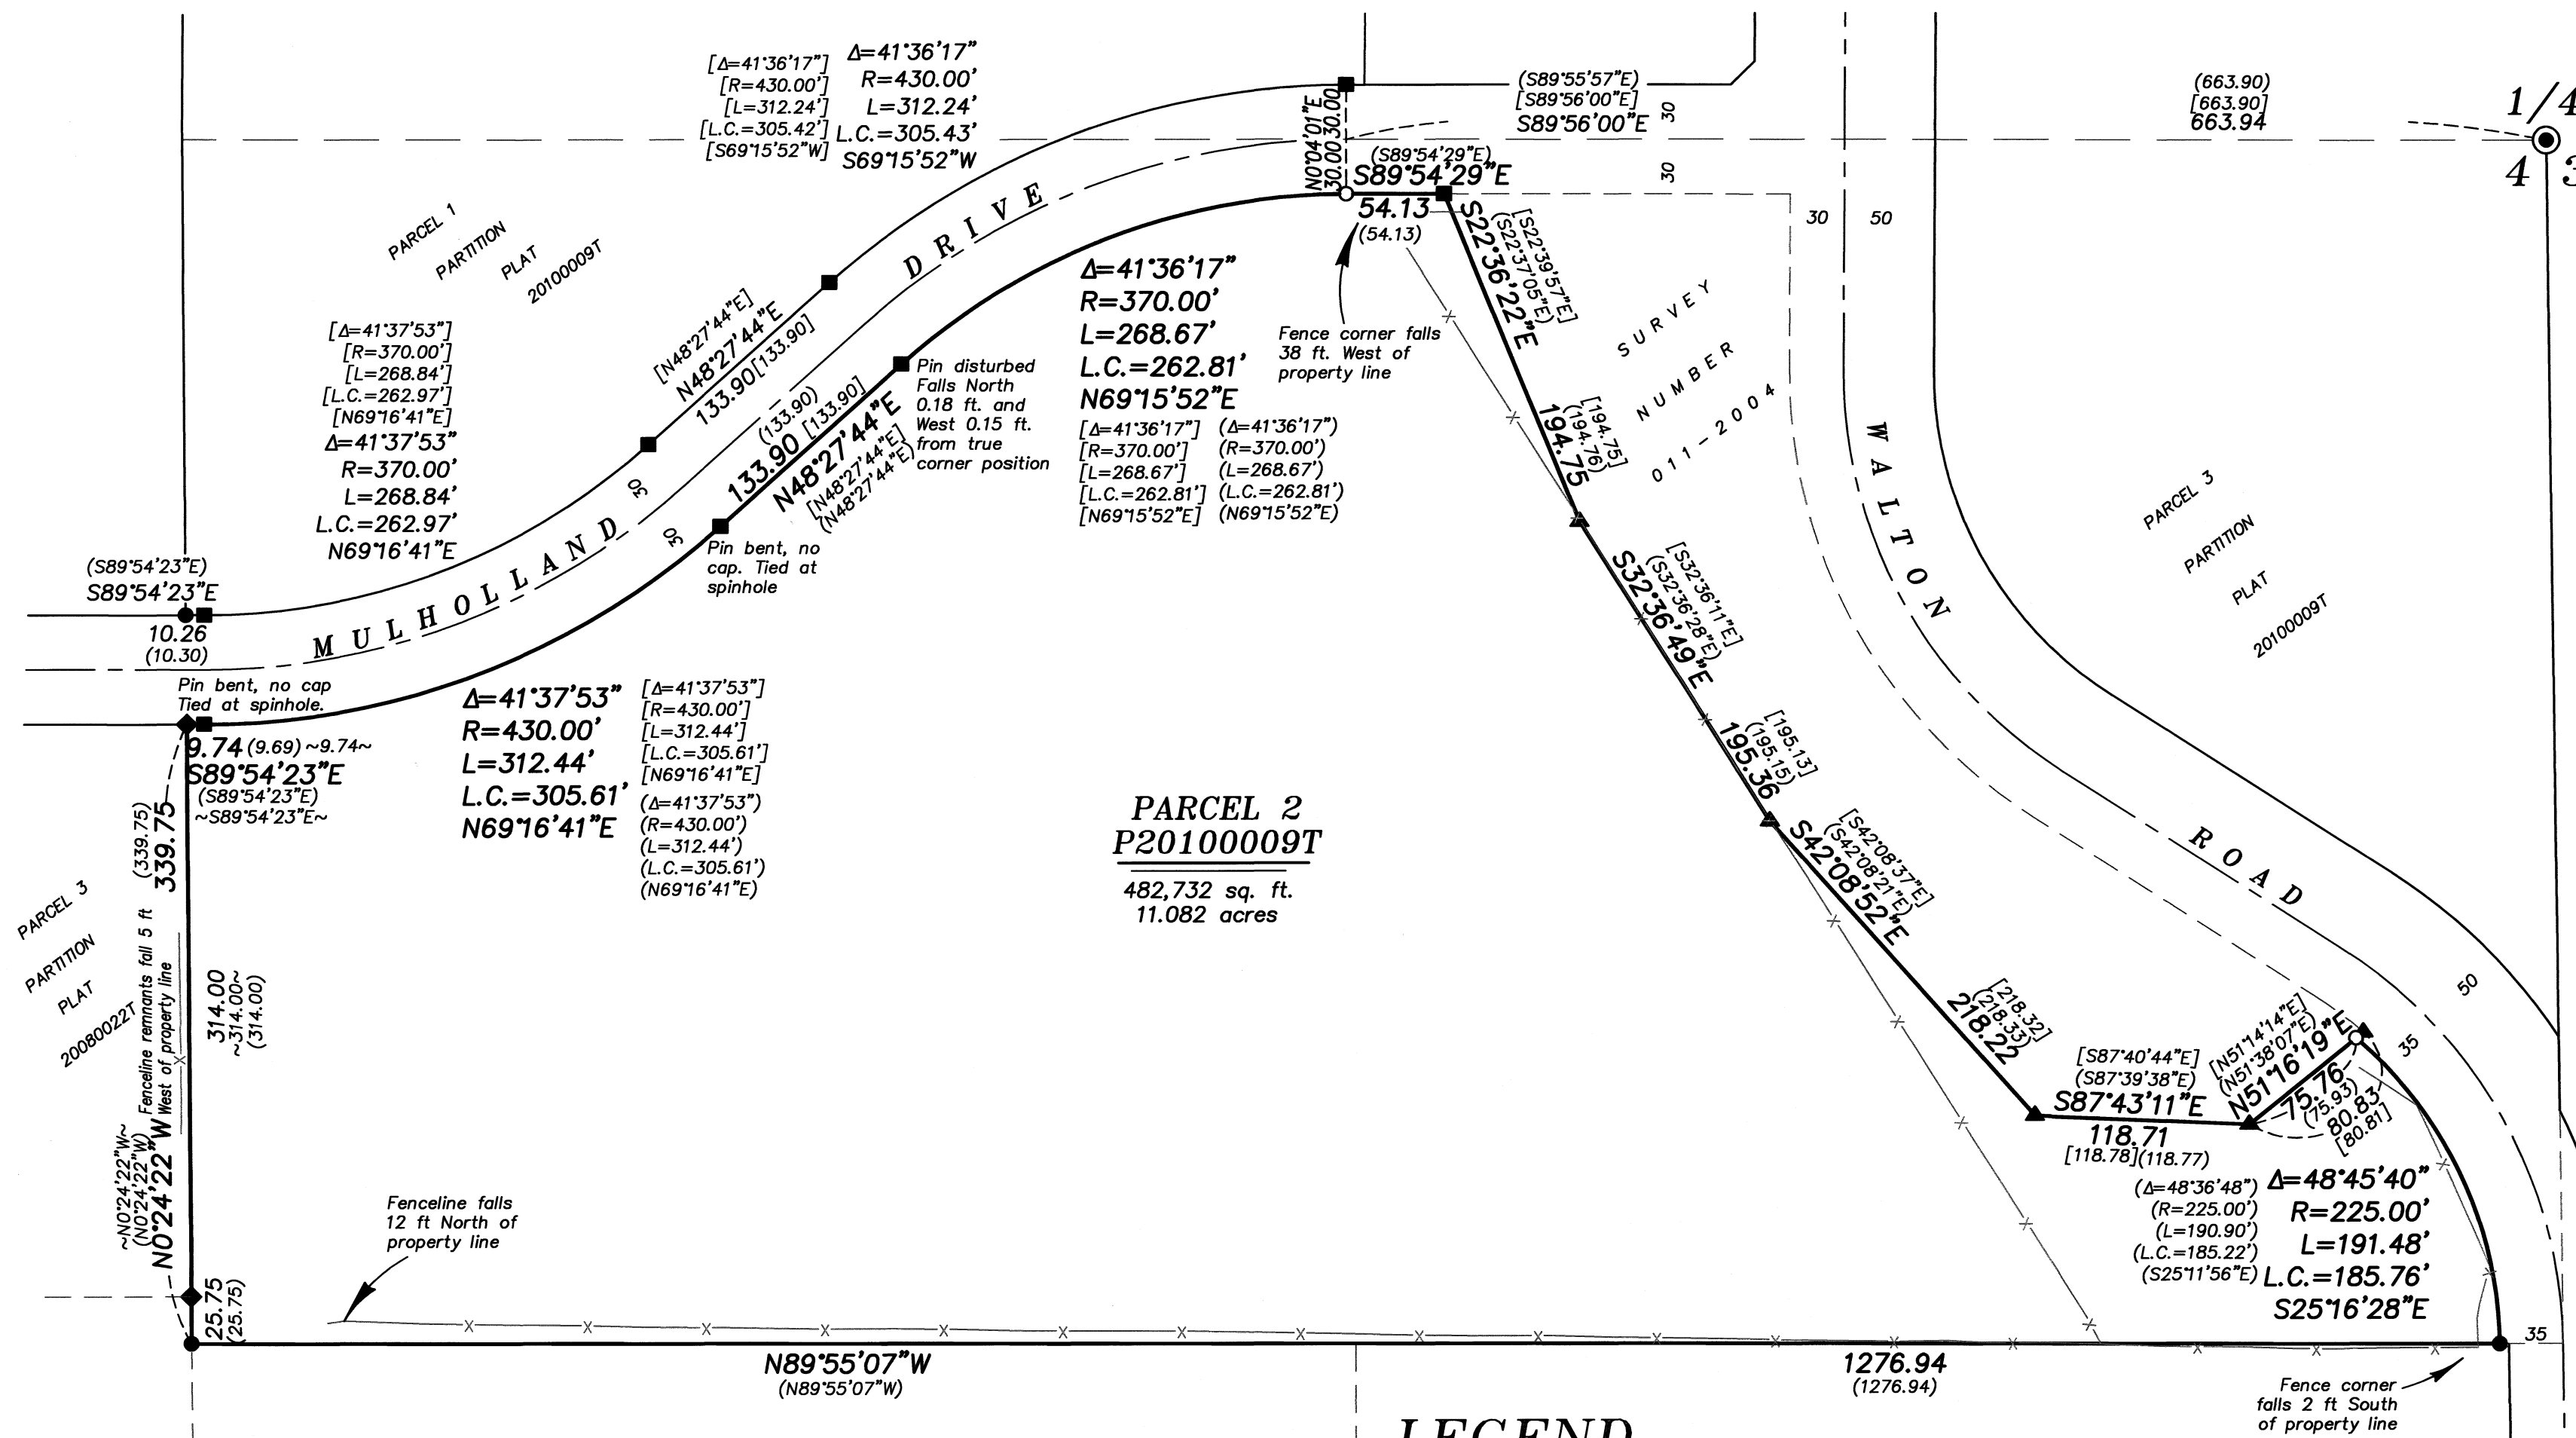 [Δ=41°36'17"]
[R=430.00']
[L=312.24']
[L.C.=305.42']
[S69°15'52"W]
Δ=41°36'17"
R=430.00'
L=312.24'
L.C.=305.43'
S69°15'52"W
N0°04'01"E
30.00 30.00
(S89°55'57"E)
[S89°56'00"E]
S89°56'00"E
30
30
(663.90)
[663.90]
663.94
1/4
4 3
(S89°54'29"E)
S89°54'29"E
54.13
(54.13)
PARCEL 1
PARTITION
PLAT
20100009T
MULHOLLAND DRIVE
[N48°27'44"E]
N48°27'44"E
133.90 [133.90]
(133.90)
133.90 [133.90]
N48°27'44"E
[N48°27'44"E]
(N48°27'44"E)
30
30
Pin disturbed
Falls North
0.18 ft. and
West 0.15 ft.
from true
corner position
Pin bent, no
cap. Tied at
spinhole
Δ=41°36'17"
R=370.00'
L=268.67'
L.C.=262.81'
N69°15'52"E
[Δ=41°36'17"]
[R=370.00']
[L=268.67']
[L.C.=262.81']
[N69°15'52"E]
(Δ=41°36'17")
(R=370.00')
(L=268.67')
(L.C.=262.81')
(N69°15'52"E)
Fence corner falls
38 ft. West of
property line
[S22°39'57"E]
(S22°37'05"E)
S22°36'22"E
[194.75]
(194.76)
194.75
SURVEY
NUMBER
011-2004
30 50
WALTON ROAD
PARCEL 3
PARTITION
PLAT
20100009T
[Δ=41°37'53"]
[R=370.00']
[L=268.84']
[L.C.=262.97']
[N69°16'41"E]
Δ=41°37'53"
R=370.00'
L=268.84'
L.C.=262.97'
N69°16'41"E
(S89°54'23"E)
S89°54'23"E
10.26
(10.30)
Pin bent, no cap
Tied at spinhole.
9.74 (9.69) ~9.74~
S89°54'23"E
(S89°54'23"E)
~S89°54'23"E~
Δ=41°37'53"
R=430.00'
L=312.44'
L.C.=305.61'
N69°16'41"E
[Δ=41°37'53"]
[R=430.00']
[L=312.44']
[L.C.=305.61']
[N69°16'41"E]
(Δ=41°37'53")
(R=430.00')
(L=312.44')
(L.C.=305.61')
(N69°16'41"E)
[S32°36'11"E]
(S32°36'28"E)
S32°36'49"E
[195.13]
(195.15)
195.36
PARCEL 2
P20100009T
482,732 sq. ft.
11.082 acres
[S42°08'37"E]
(S42°08'21"E)
S42°08'52"E
[218.32]
(218.33)
218.22
(339.75)
339.75
PARCEL 3
PARTITION
PLAT
20080022T
Fenceline remnants fall 5 ft
West of property line
314.00
~314.00~
(314.00)
~N0°24'22"W~
(N0°24'22"W)
N0°24'22"W
25.75
(25.75)
Fenceline falls
12 ft North of
property line
[S87°40'44"E]
(S87°39'38"E)
S87°43'11"E
118.71
[118.78](118.77)
[N51°14'14"E]
(N51°38'07"E)
N51°16'19"E
75.76
(75.93)
80.83
[80.81]
50
35
(Δ=48°36'48")
(R=225.00')
(L=190.90')
(L.C.=185.22')
(S25°11'56"E)
Δ=48°45'40"
R=225.00'
L=191.48'
L.C.=185.76'
S25°16'28"E
35
N89°55'07"W
(N89°55'07"W)
1276.94
(1276.94)
Fence corner
falls 2 ft South
of property line
LEGEND